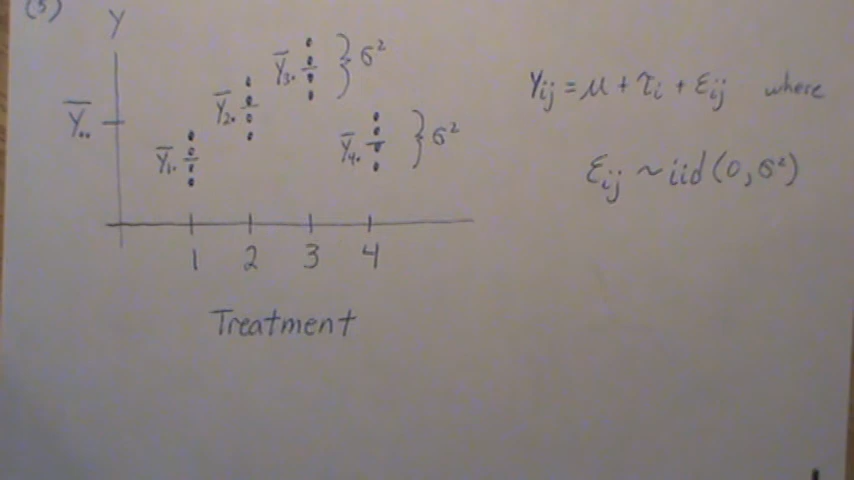 (3)
Y
Ȳ..
Ȳ1.
Ȳ2.
Ȳ3. } σ²
Ȳ4. } σ²
1 2 3 4
Treatment
Yij = μ + τi + εij where
εij ~ iid (0, σ²)